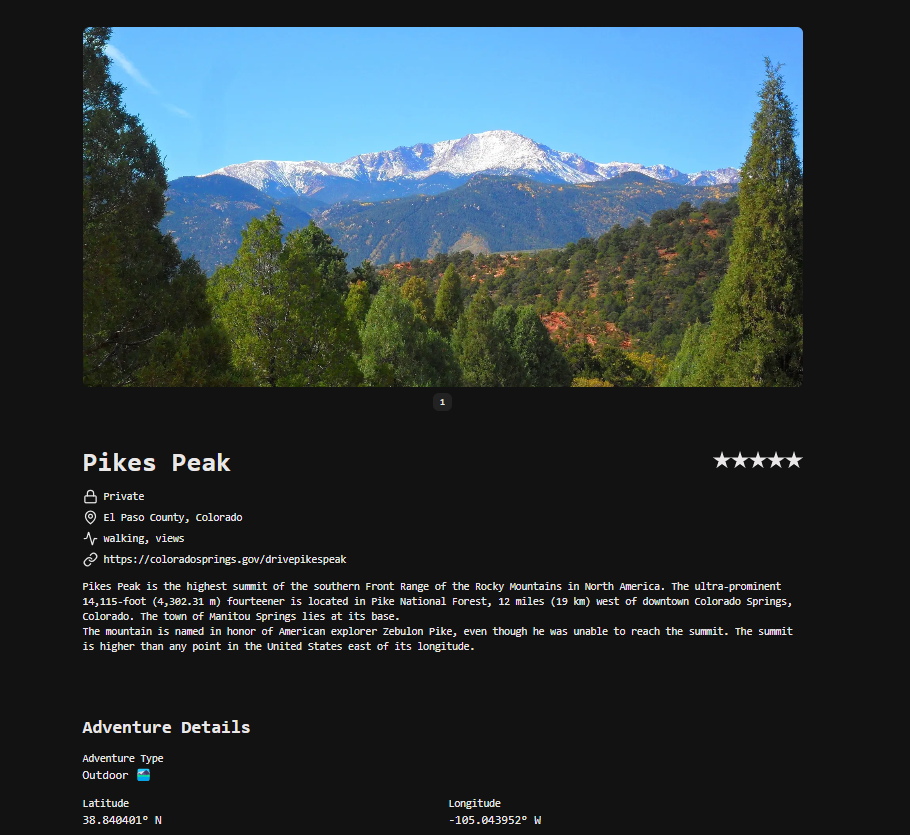 1
Pikes Peak
★★★★★
Private
El Paso County, Colorado
walking, views
https://coloradosprings.gov/drivepikespeak
Pikes Peak is the highest summit of the southern Front Range of the Rocky Mountains in North America. The ultra-prominent
14,115-foot (4,302.31 m) fourteener is located in Pike National Forest, 12 miles (19 km) west of downtown Colorado Springs,
Colorado. The town of Manitou Springs lies at its base.
The mountain is named in honor of American explorer Zebulon Pike, even though he was unable to reach the summit. The summit
is higher than any point in the United States east of its longitude.
Adventure Details
Adventure Type
Outdoor 🏞️
Latitude
Longitude
38.840401° N
-105.043952° W